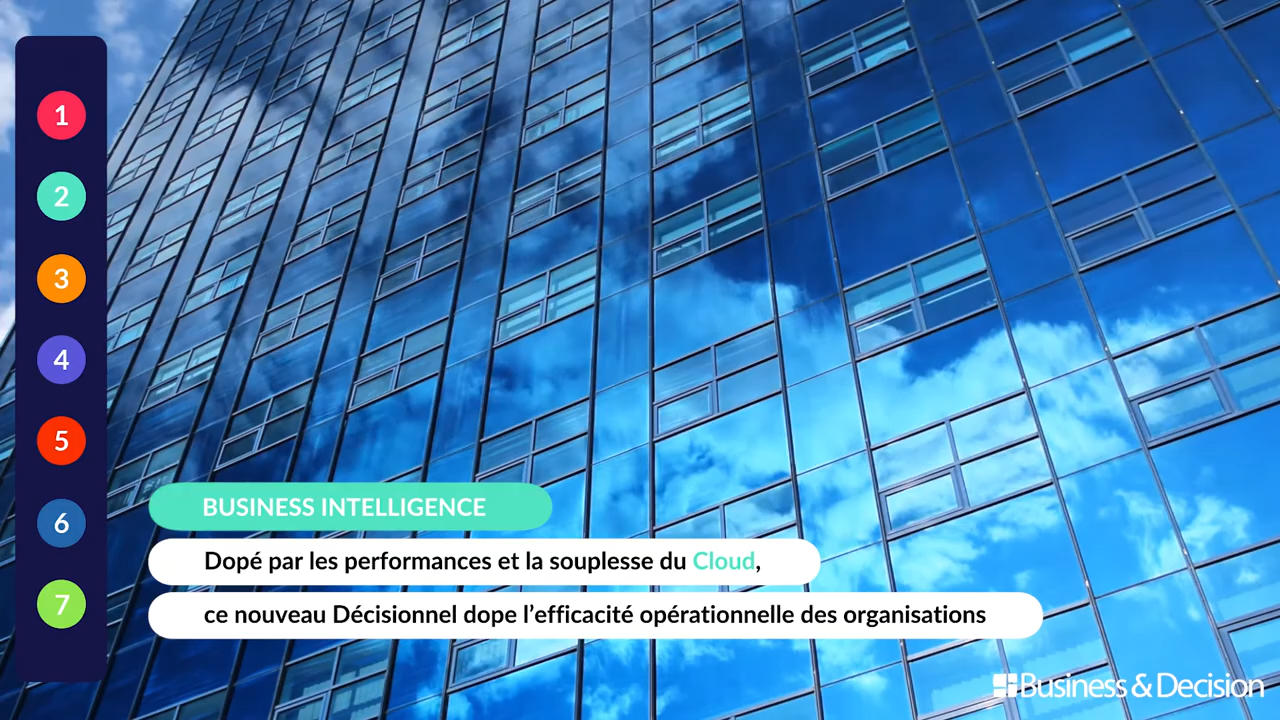 1
2
3
4
5
6
7
BUSINESS INTELLIGENCE
Dopé par les performances et la souplesse du Cloud,
ce nouveau Décisionnel dope l’efficacité opérationnelle des organisations
Business & Decision